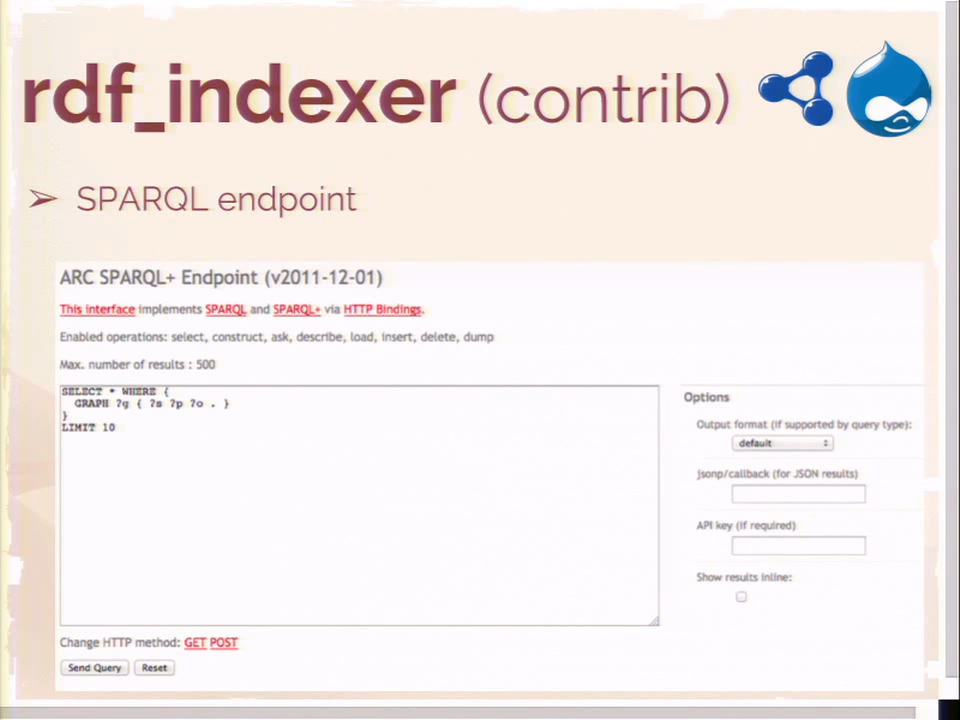 rdf_indexer (contrib)
➢ SPARQL endpoint
ARC SPARQL+ Endpoint (v2011-12-01)
This interface implements SPARQL and SPARQL+ via HTTP Bindings.
Enabled operations: select, construct, ask, describe, load, insert, delete, dump
Max. number of results : 500
SELECT * WHERE {
GRAPH ?g { ?s ?p ?o . }
}
LIMIT 10
Options
Output format (if supported by query type):
default
jsonp/callback (for JSON results)
API key (if required)
Show results inline:
Change HTTP method: GET POST
Send Query Reset